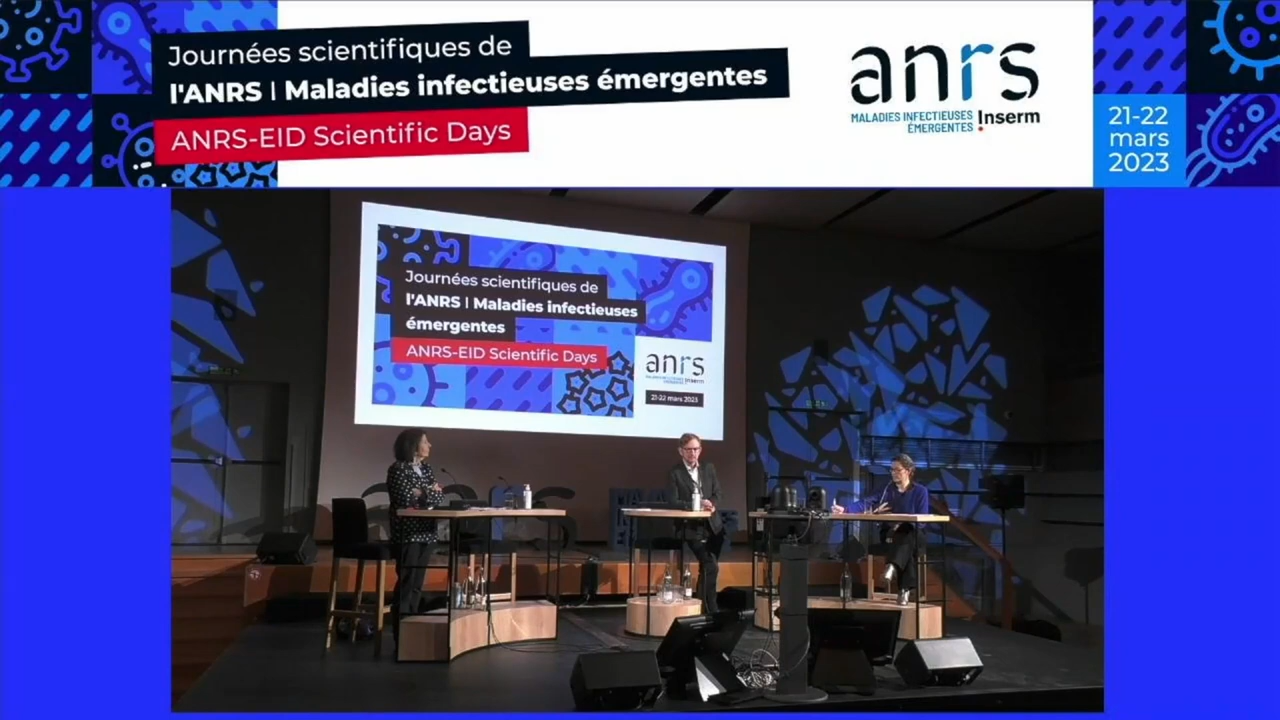 Journées scientifiques de
l'ANRS | Maladies infectieuses émergentes
ANRS-EID Scientific Days
anrs
MALADIES INFECTIEUSES
ÉMERGENTES
Inserm
21-22
mars
2023
Journées scientifiques de
l'ANRS | Maladies infectieuses
émergentes
ANRS-EID Scientific Days
anrs
Inserm
21-22 mars 2023